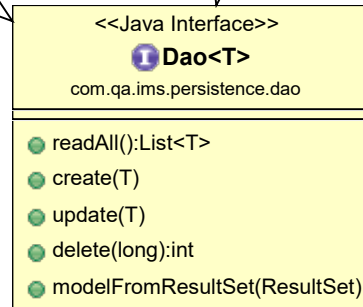 <<Java Interface>>
I Dao<T>
com.qa.ims.persistence.dao
readAll():List<T>
create(T)
update(T)
delete(long):int
modelFromResultSet(ResultSet)